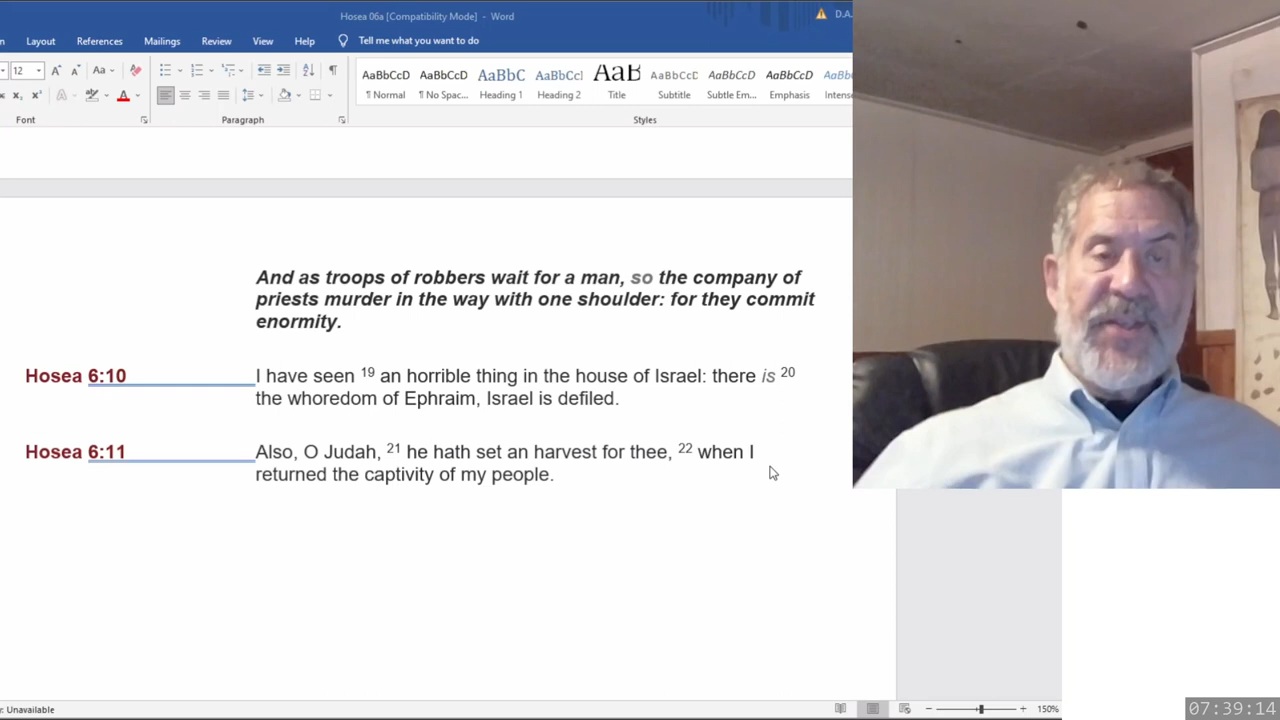 Hosea 06a [Compatibility Mode] - Word
D.A.
Layout References Mailings Review View Help Tell me what you want to do
12 Aa
AaBbCcD AaBbCcD AaBbC AaBbCcI AaB AaBbCcD AaBbCcD AaBbCcD AaBbCcD
¶ Normal ¶ No Spac... Heading 1 Heading 2 Title Subtitle Subtle Em... Emphasis Intense
Font Paragraph Styles
And as troops of robbers wait for a man, so the company of
priests murder in the way with one shoulder: for they commit
enormity.
Hosea 6:10 I have seen 19 an horrible thing in the house of Israel: there is 20
the whoredom of Ephraim, Israel is defiled.
Hosea 6:11 Also, O Judah, 21 he hath set an harvest for thee, 22 when I
returned the captivity of my people.
: Unavailable
150%
07:39:14